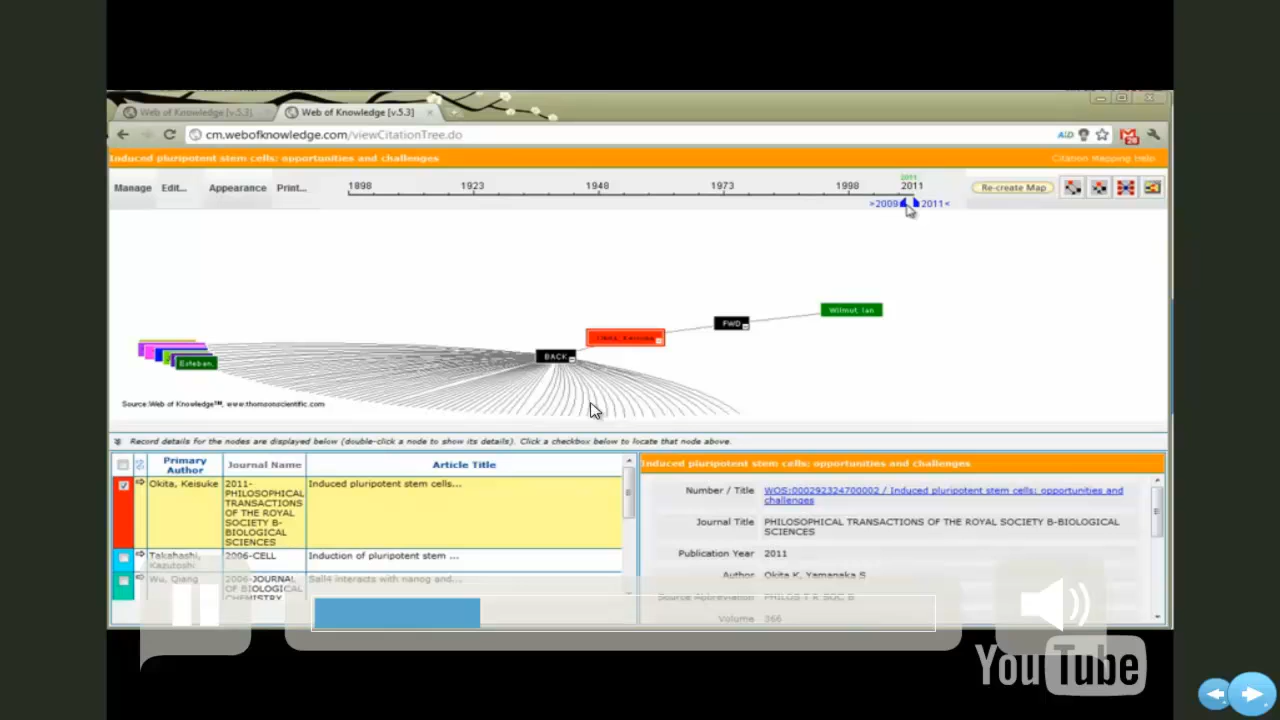 Web of Knowledge [v.5.3]
Web of Knowledge [v.5.3]
cm.webofknowledge.com/viewCitationTree.do
Induced pluripotent stem cells: opportunities and challenges
Citation Mapping Help
Manage Edit... Appearance Print...
1898 1923 1948 1973 1998 2011
2011
>2009 2011<
Re-create Map
Wilmut, Ian
FWD
BACK
Esteban,
Source:Web of Knowledge™, www.thomsonscientific.com
Record details for the nodes are displayed below (double-click a node to show its details). Click a checkbox below to locate that node above.
Primary Author
Journal Name
Article Title
Okita, Keisuke
2011-PHILOSOPHICAL TRANSACTIONS OF THE ROYAL SOCIETY B-BIOLOGICAL SCIENCES
Induced pluripotent stem cells...
Takahashi, Kazutoshi
2006-CELL
Induction of pluripotent stem ...
Wu, Qiang
2006-JOURNAL OF BIOLOGICAL CHEMISTRY
Sall4 interacts with nanog and...
Induced pluripotent stem cells: opportunities and challenges
Number / Title
WOS:000292324700002 / Induced pluripotent stem cells: opportunities and
challenges
Journal Title
PHILOSOPHICAL TRANSACTIONS OF THE ROYAL SOCIETY B-BIOLOGICAL
SCIENCES
Publication Year 2011
Author Okita K, Yamanaka S
Source Abbreviation PHILOS T R SOC B
Volume 366
YouTube